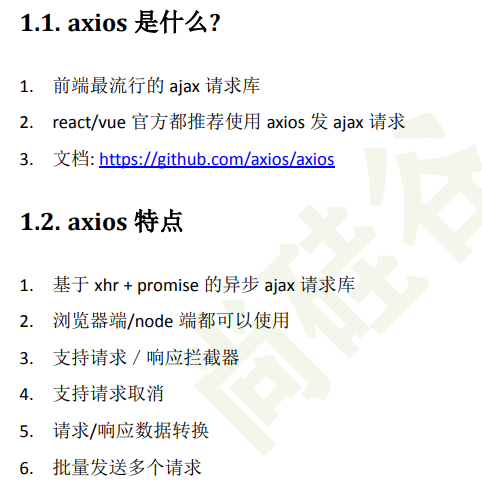 1.1. axios 是什么?
1. 前端最流行的 ajax 请求库
2. react/vue 官方都推荐使用 axios 发 ajax 请求
3. 文档: https://github.com/axios/axios
1.2. axios 特点
1. 基于 xhr + promise 的异步 ajax 请求库
2. 浏览器端/node 端都可以使用
3. 支持请求／响应拦截器
4. 支持请求取消
5. 请求/响应数据转换
6. 批量发送多个请求
尚硅谷